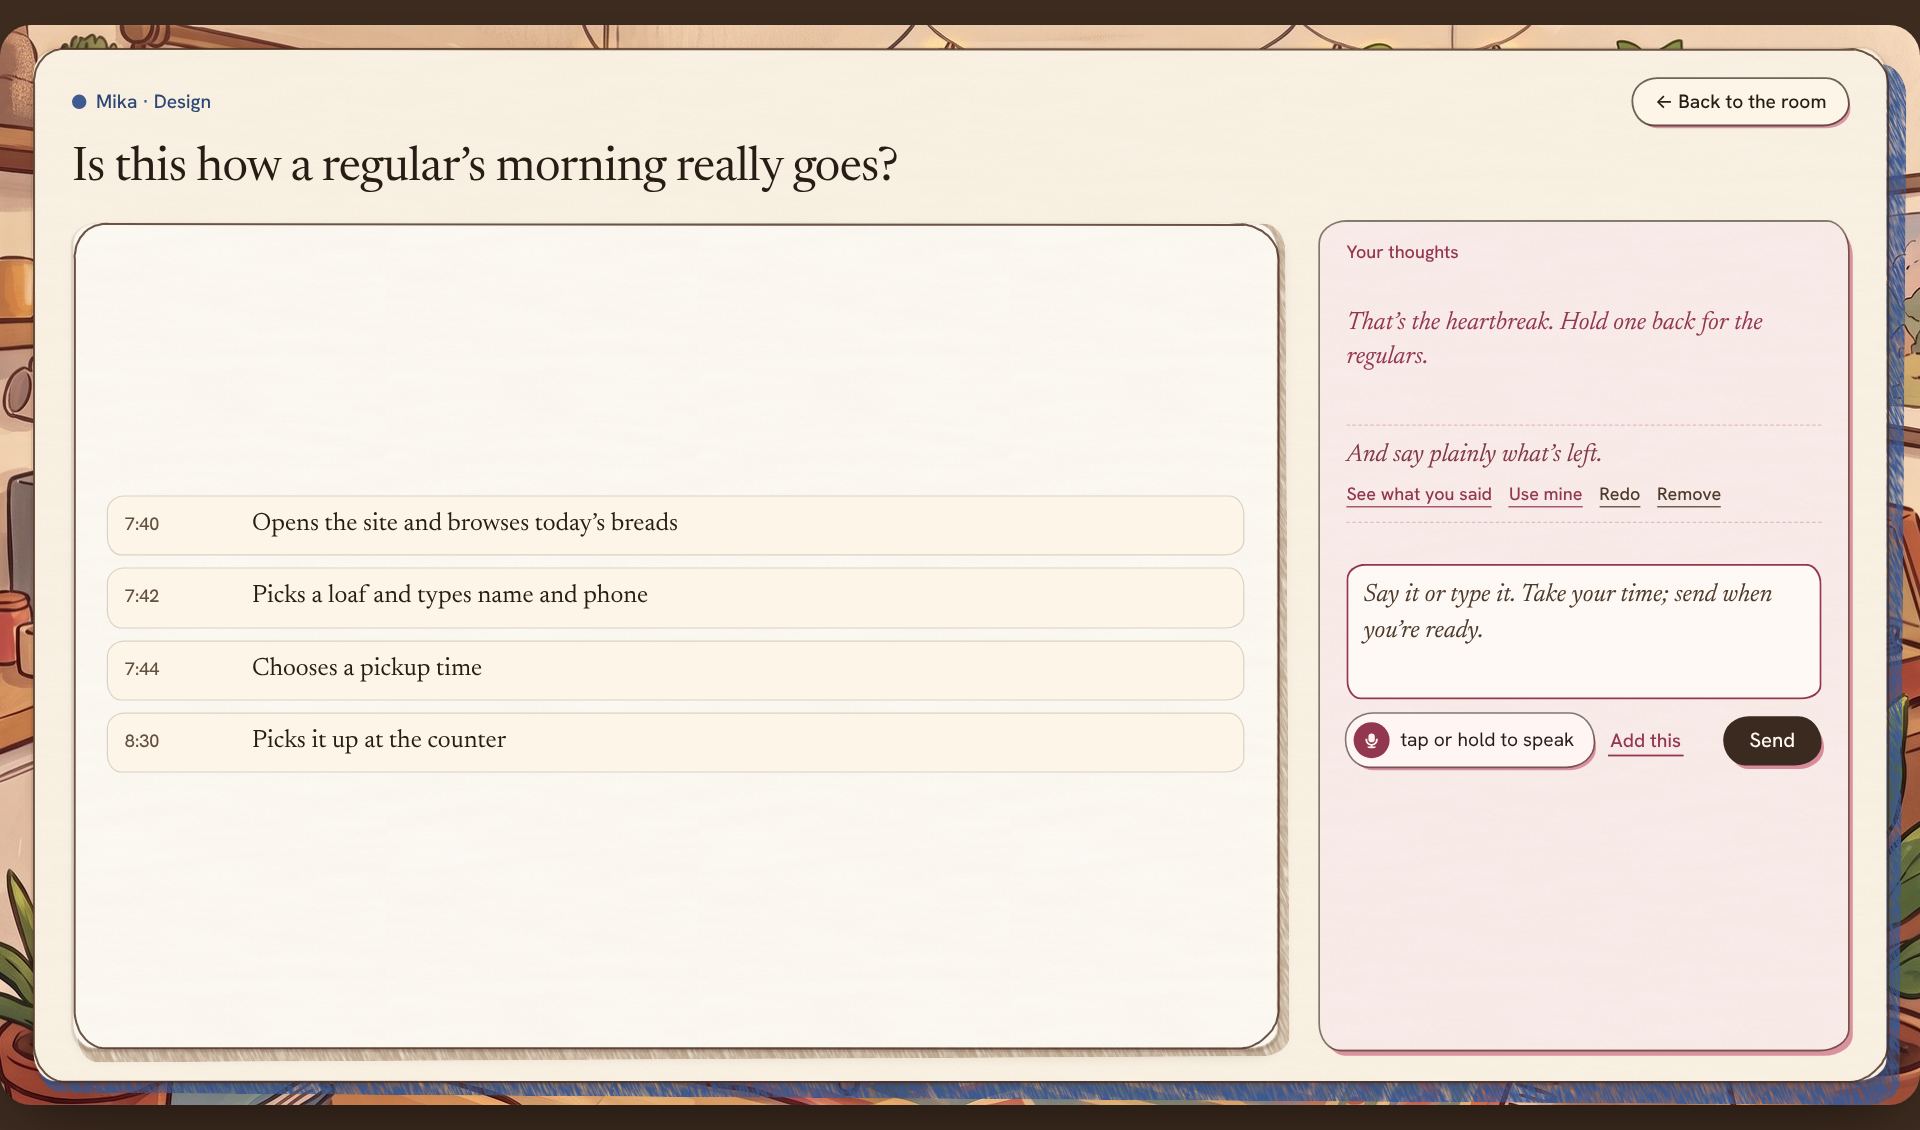 Mika · Design
← Back to the room
Is this how a regular’s morning really goes?
7:40 Opens the site and browses today’s breads
7:42 Picks a loaf and types name and phone
7:44 Chooses a pickup time
8:30 Picks it up at the counter
Your thoughts
That’s the heartbreak. Hold one back for the
regulars.
And say plainly what’s left.
See what you said Use mine Redo Remove
Say it or type it. Take your time; send when
you’re ready.
tap or hold to speak Add this Send